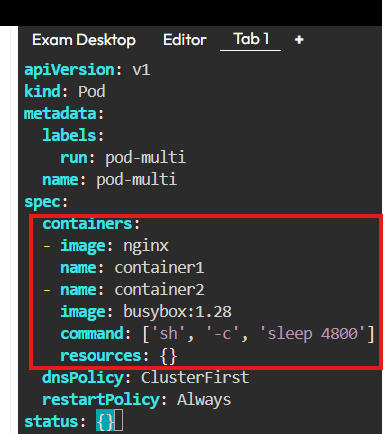 Exam Desktop Editor Tab 1 +
apiVersion: v1
kind: Pod
metadata:
  labels:
    run: pod-multi
  name: pod-multi
spec:
  containers:
  - image: nginx
    name: container1
  - name: container2
    image: busybox:1.28
    command: ['sh', '-c', 'sleep 4800']
    resources: {}
  dnsPolicy: ClusterFirst
  restartPolicy: Always
status: {}